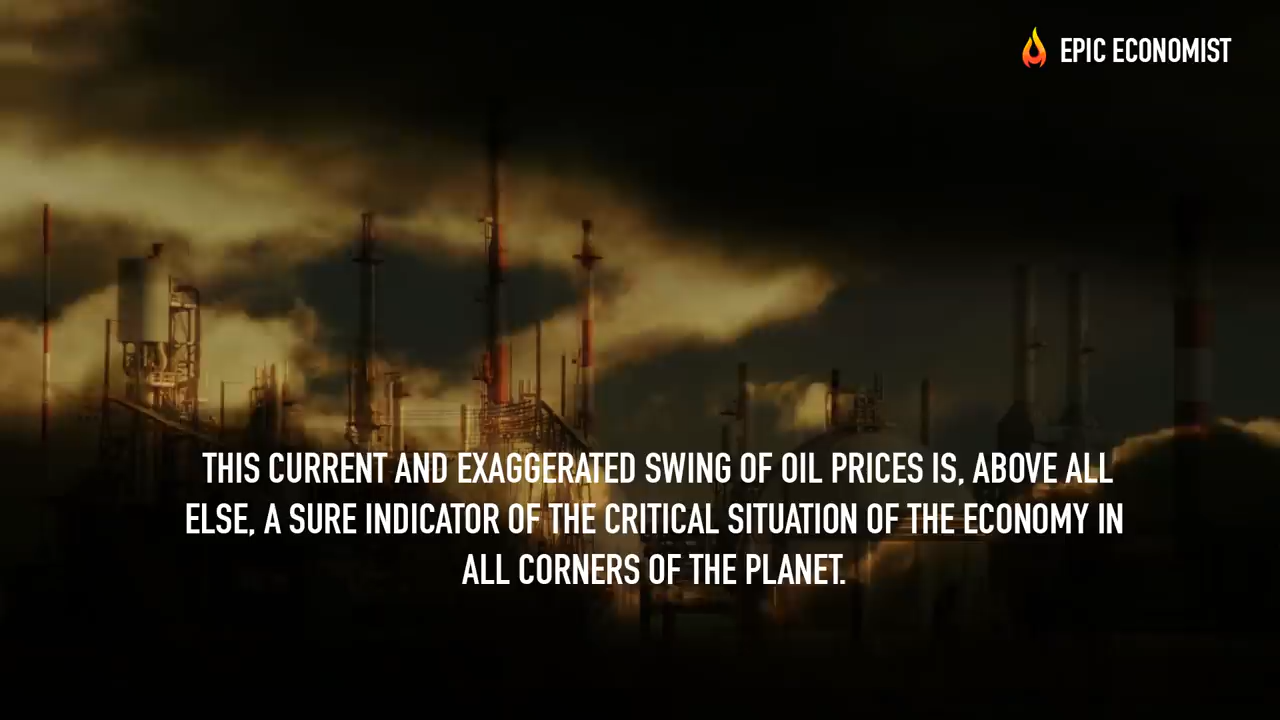 EPIC ECONOMIST
THIS CURRENT AND EXAGGERATED SWING OF OIL PRICES IS, ABOVE ALL
ELSE, A SURE INDICATOR OF THE CRITICAL SITUATION OF THE ECONOMY IN
ALL CORNERS OF THE PLANET.